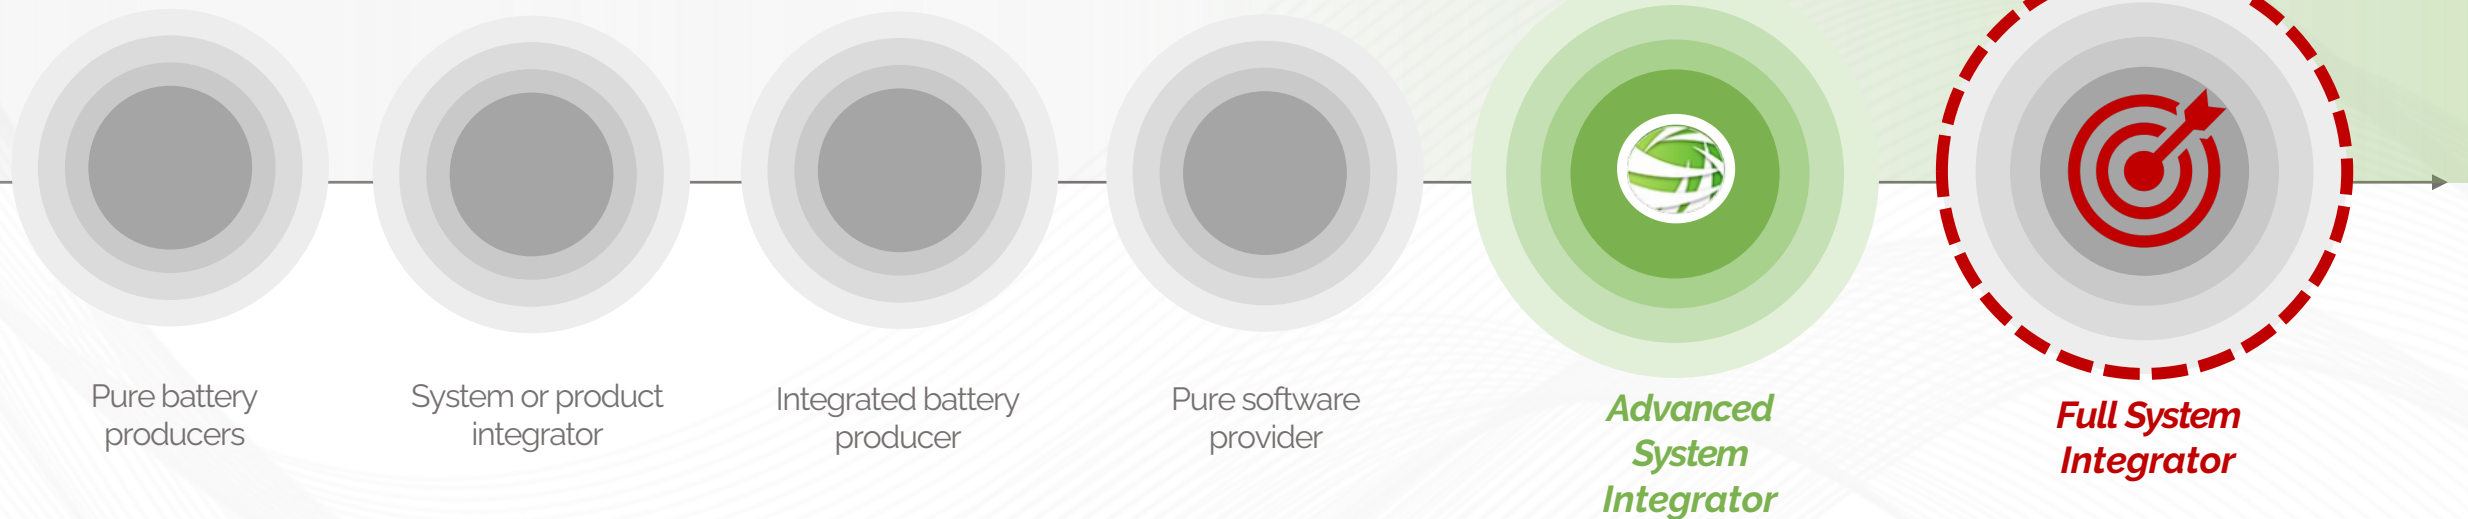 Pure battery
producers
System or product
integrator
Integrated battery
producer
Pure software
provider
Advanced
System
Integrator
Full System
Integrator